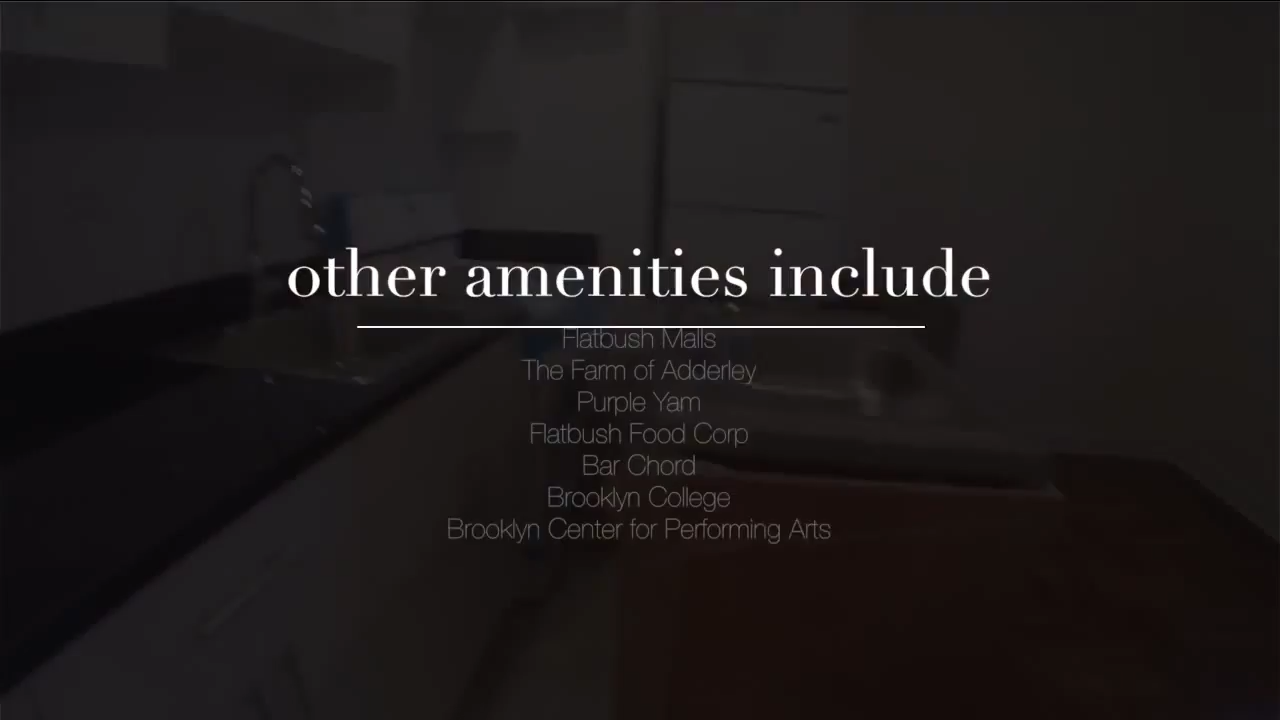 other amenities include
Flatbush Malls
The Farm of Adderley
Purple Yam
Flatbush Food Corp
Bar Chord
Brooklyn College
Brooklyn Center for Performing Arts